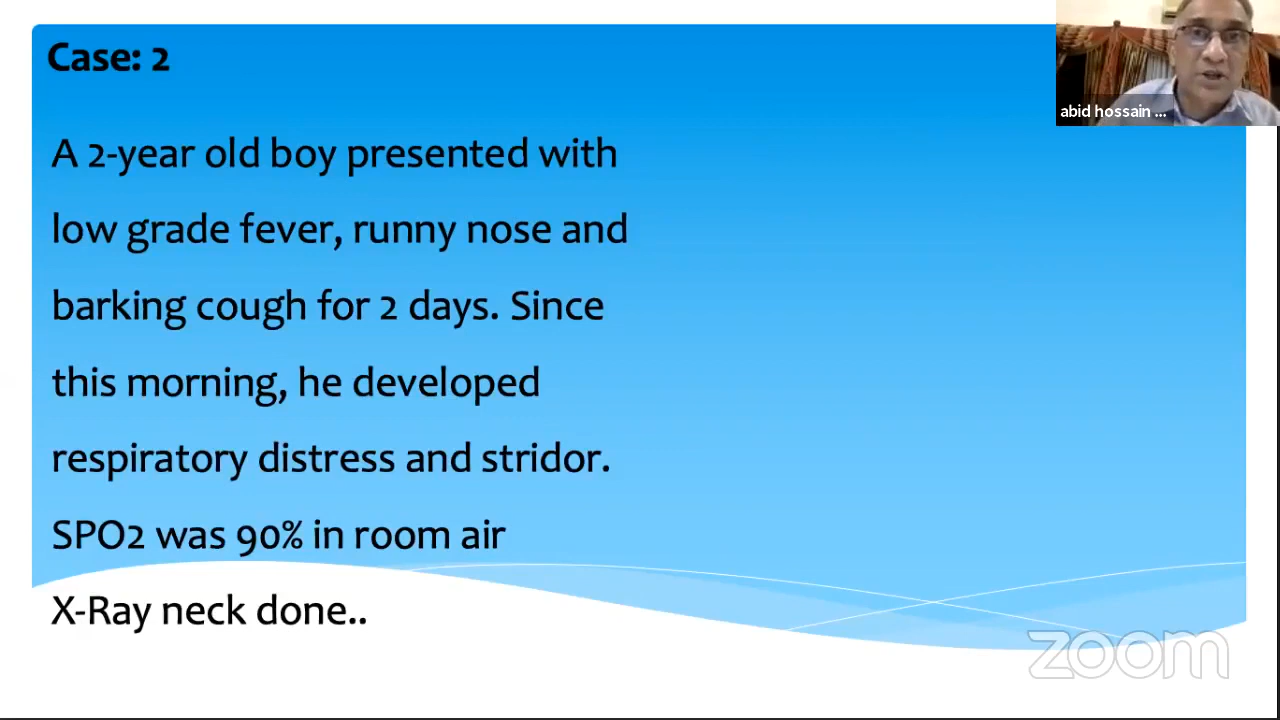 Case: 2
abid hossain ...
A 2-year old boy presented with
low grade fever, runny nose and
barking cough for 2 days. Since
this morning, he developed
respiratory distress and stridor.
SPO2 was 90% in room air
X-Ray neck done..
zoom